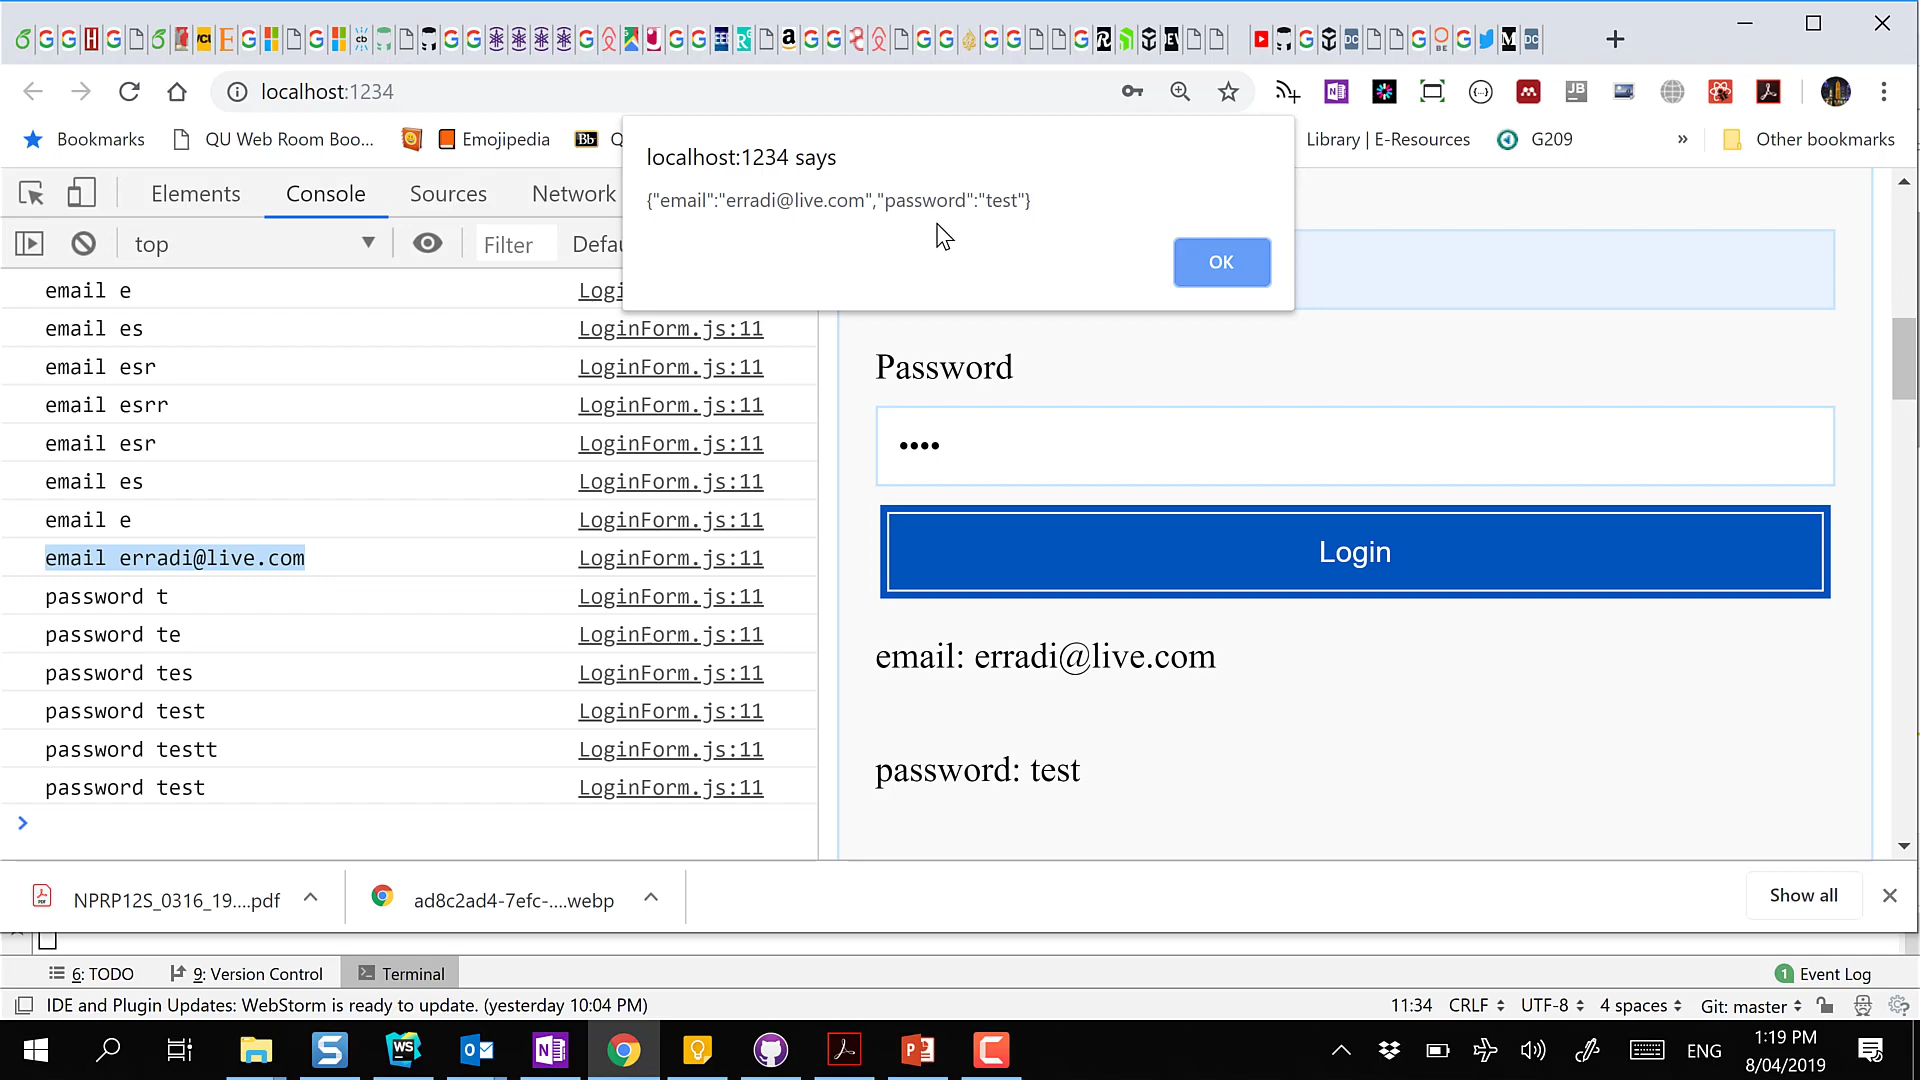 localhost:1234
Bookmarks
QU Web Room Boo...
Emojipedia
Bb
Q
Library | E-Resources
G209
»
Other bookmarks
localhost:1234 says
{"email":"erradi@live.com","password":"test"}
OK
Elements
Console
Sources
Network
top
Filter
Defau
email e
Logi
email es
LoginForm.js:11
email esr
LoginForm.js:11
email esrr
LoginForm.js:11
email esr
LoginForm.js:11
email es
LoginForm.js:11
email e
LoginForm.js:11
email erradi@live.com
LoginForm.js:11
password t
LoginForm.js:11
password te
LoginForm.js:11
password tes
LoginForm.js:11
password test
LoginForm.js:11
password testt
LoginForm.js:11
password test
LoginForm.js:11
Password
••••
Login
email: erradi@live.com
password: test
NPRP12S_0316_19....pdf
ad8c2ad4-7efc-....webp
Show all
6: TODO
9: Version Control
Terminal
1 Event Log
IDE and Plugin Updates: WebStorm is ready to update. (yesterday 10:04 PM)
11:34
CRLF
UTF-8
4 spaces
Git: master
ENG
1:19 PM
8/04/2019